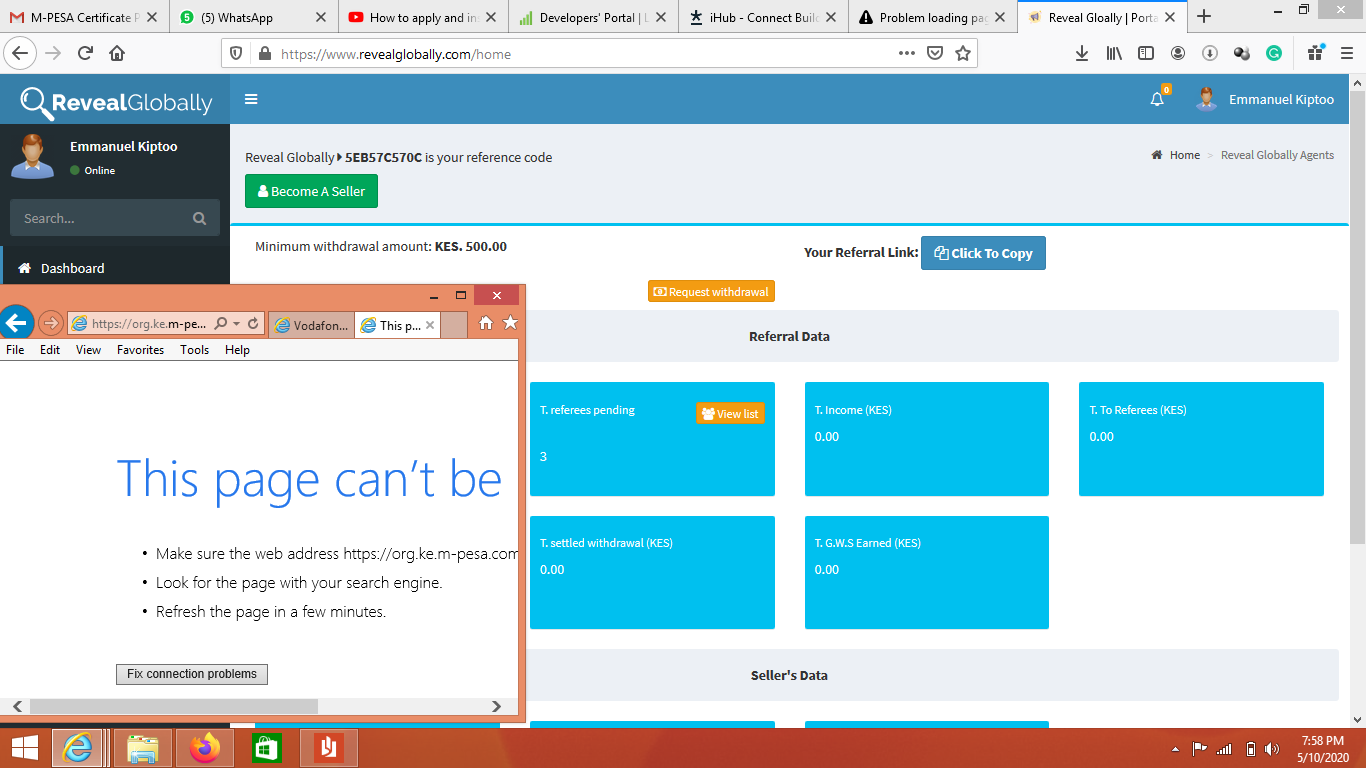 M-PESA Certificate P
(5) WhatsApp
How to apply and in
Developers' Portal | L
iHub - Connect Buil
Problem loading pag
Reveal Gloally | Porta
https://www.revealglobally.com/home
RevealGlobally
0
Emmanuel Kiptoo
Emmanuel Kiptoo
Online
Reveal Globally 5EB57C570C is your reference code
Home > Reveal Globally Agents
Become A Seller
Search...
Minimum withdrawal amount: KES. 500.00
Your Referral Link: Click To Copy
Dashboard
Request withdrawal
https://org.ke.m-pe...
Vodafon...
This p...
File Edit View Favorites Tools Help
This page can't be
• Make sure the web address https://org.ke.m-pesa.com
• Look for the page with your search engine.
• Refresh the page in a few minutes.
Fix connection problems
Referral Data
T. referees pending
View list
3
T. Income (KES)
0.00
T. To Referees (KES)
0.00
T. settled withdrawal (KES)
0.00
T. G.W.S Earned (KES)
0.00
Seller's Data
7:58 PM
5/10/2020